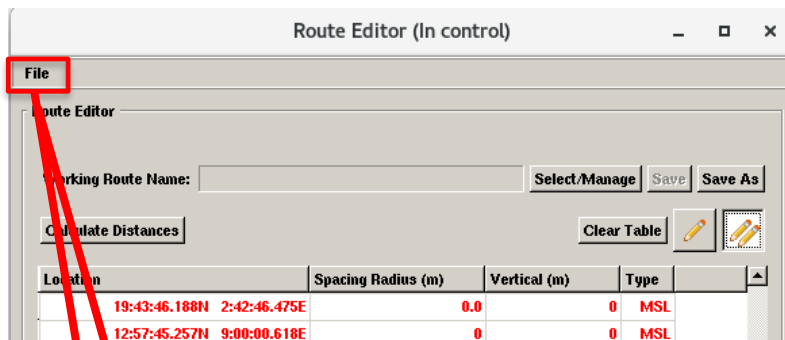 Route Editor (In control)
File
Route Editor
Working Route Name: Select/Manage Save Save As
Calculate Distances Clear Table
Location Spacing Radius (m) Vertical (m) Type
19:43:46.188N 2:42:46.475E 0.0 0 MSL
12:57:45.257N 9:00:00.618E 0 0 MSL